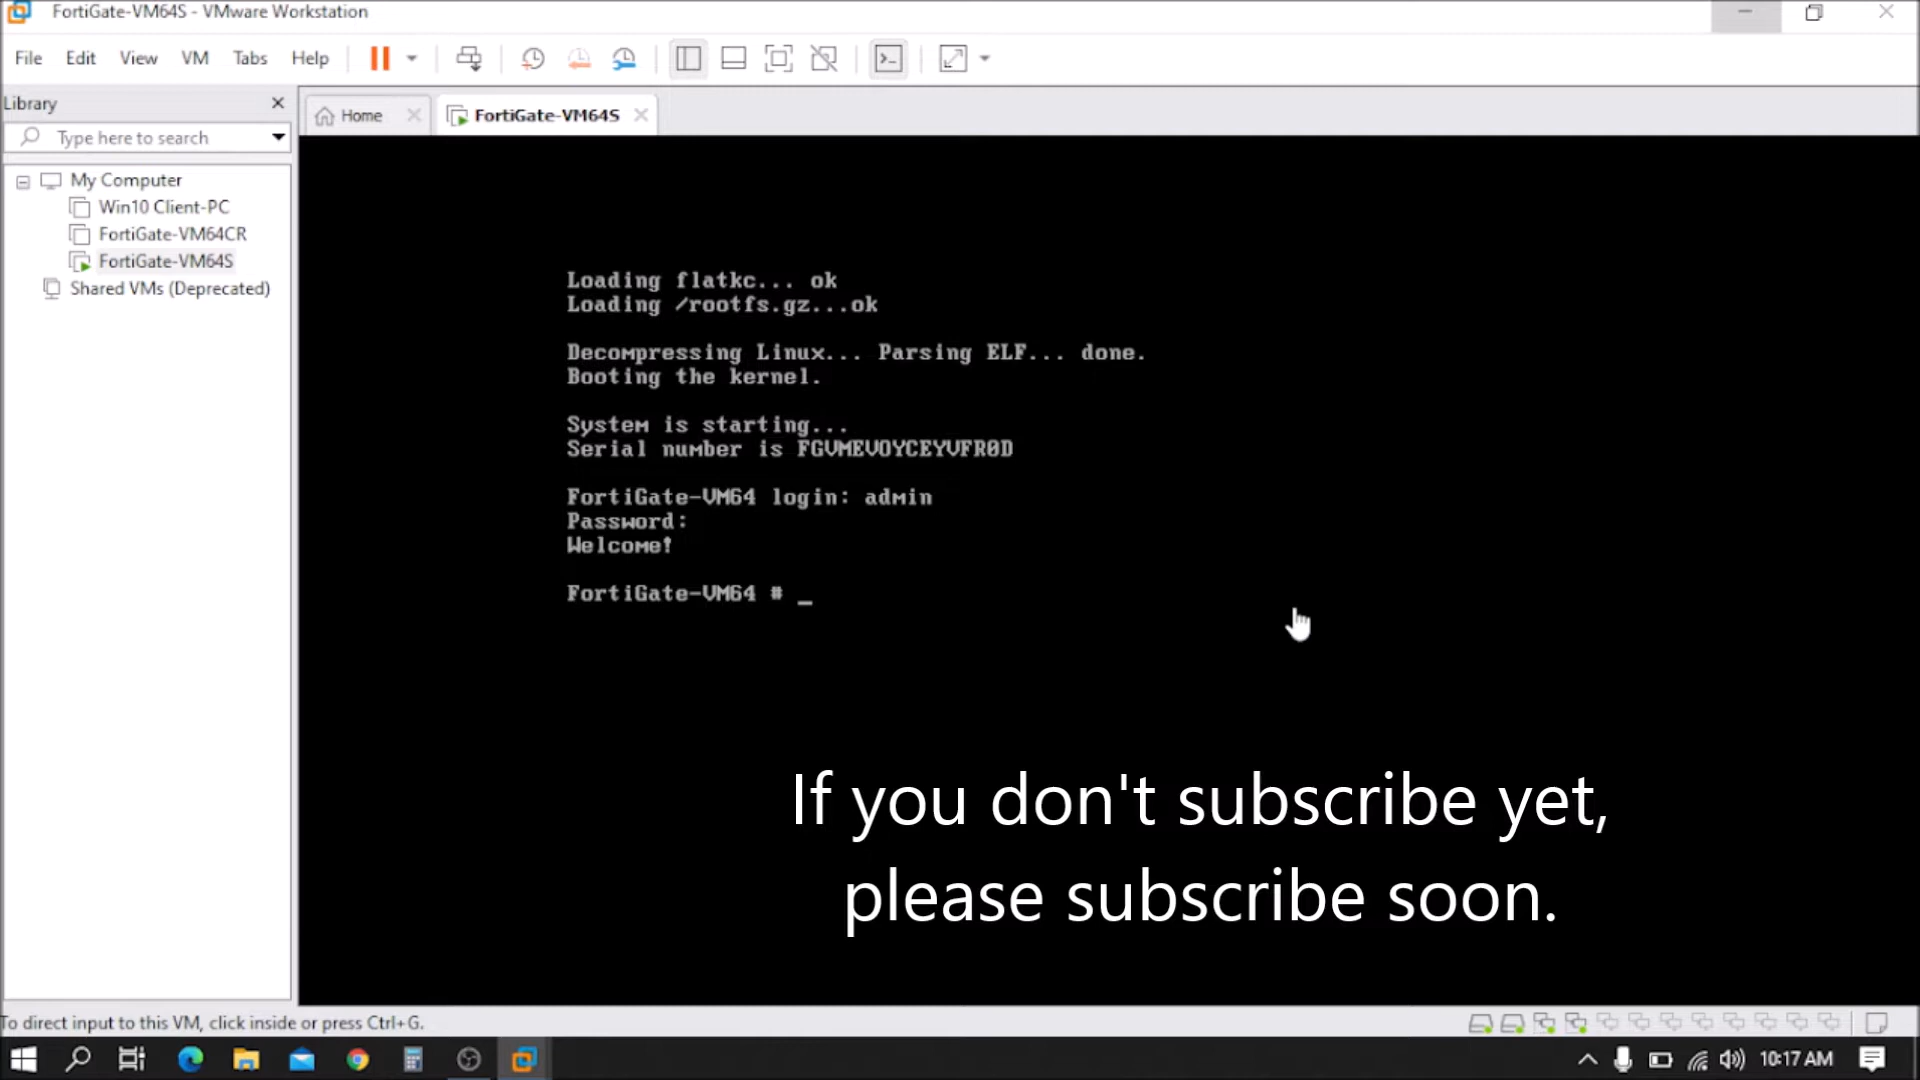 FortiGate-VM64S - VMware Workstation
File Edit View VM Tabs Help
Library
Type here to search
Home
FortiGate-VM64S
My Computer
Win10 Client-PC
FortiGate-VM64CR
FortiGate-VM64S
Shared VMs (Deprecated)
Loading flatkc... ok
Loading /rootfs.gz...ok
Decompressing Linux... Parsing ELF... done.
Booting the kernel.
System is starting...
Serial number is FGVMEVOYCEYVFR0D
FortiGate-VM64 login: admin
Password:
Welcome!
FortiGate-VM64 # _
If you don't subscribe yet,
please subscribe soon.
To direct input to this VM, click inside or press Ctrl+G.
10:17 AM